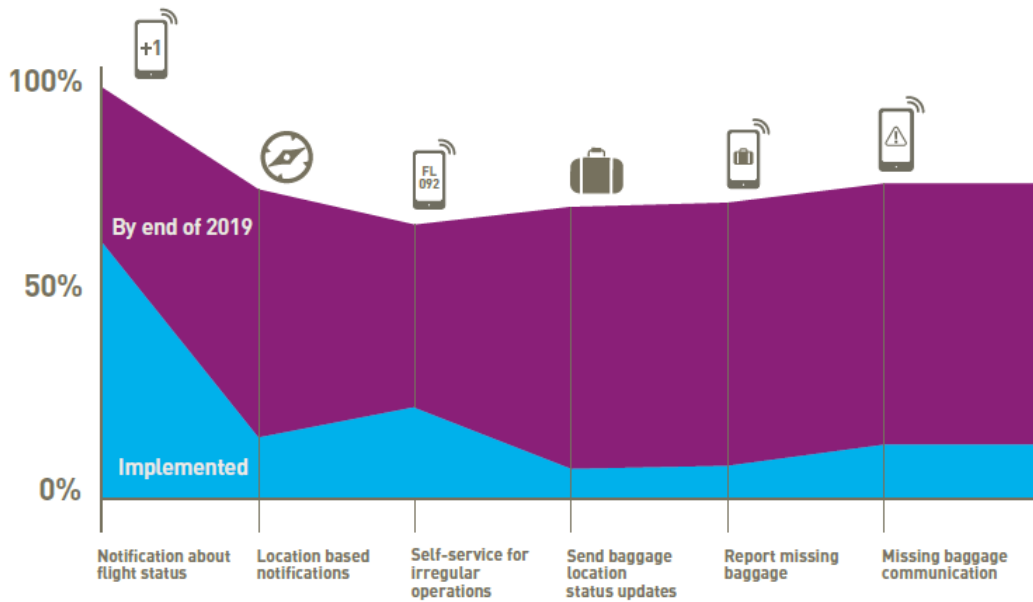 +1
100%
FL
092
By end of 2019
50%
Implemented
0%
Notification about
flight status
Location based
notifications
Self-service for
irregular
operations
Send baggage
location
status updates
Report missing
baggage
Missing baggage
communication